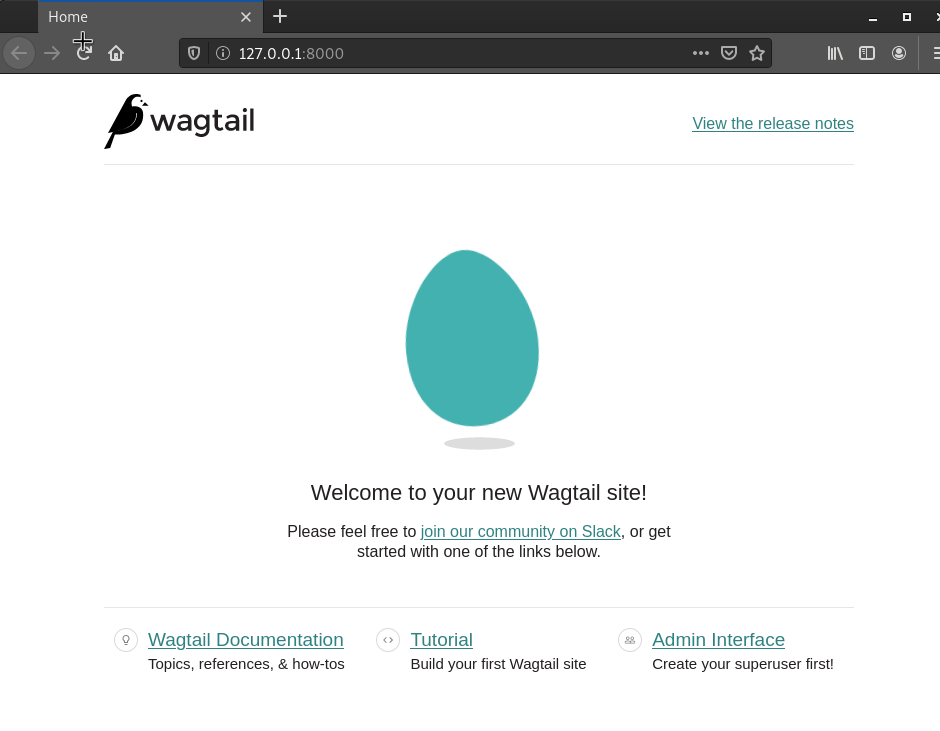 Home
127.0.0.1:8000
wagtail
View the release notes
Welcome to your new Wagtail site!
Please feel free to join our community on Slack, or get
started with one of the links below.
Wagtail Documentation
Topics, references, & how-tos
Tutorial
Build your first Wagtail site
Admin Interface
Create your superuser first!